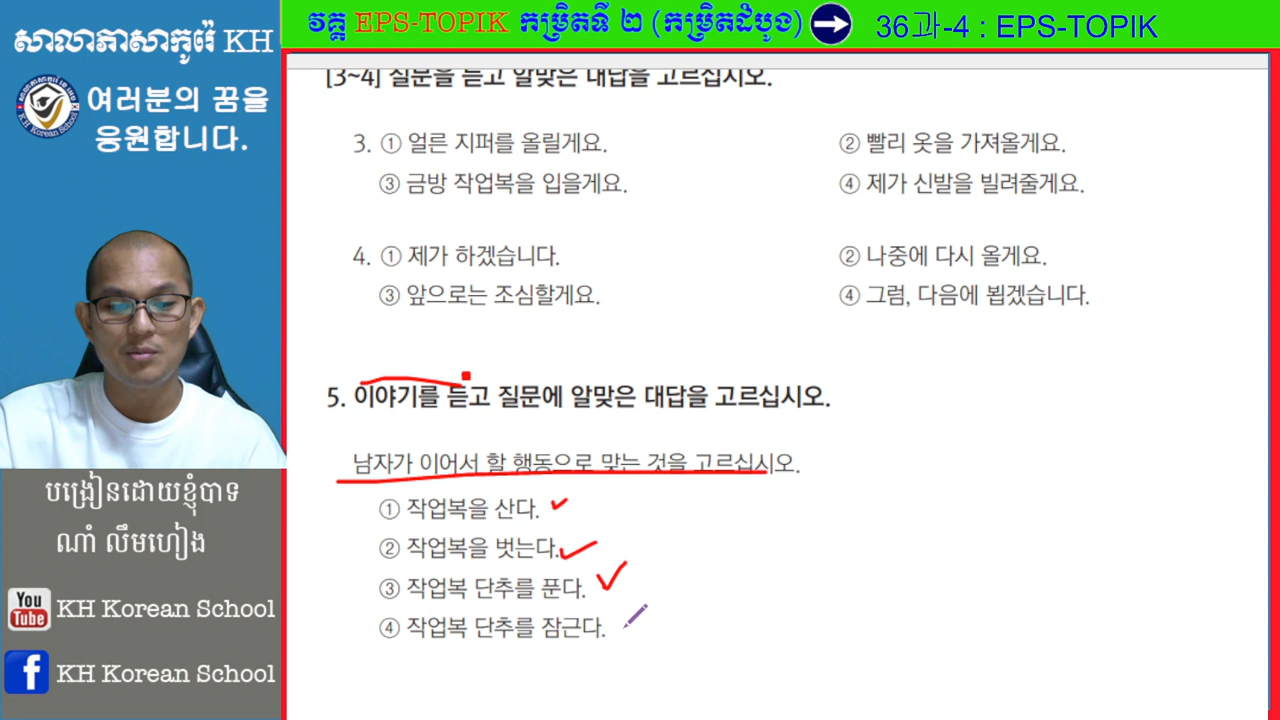 សាលាភាសាកូរ៉េ KH
여러분의 꿈을
응원합니다.
បង្រៀនដោយខ្ញុំបាទ
ណាំ លឹមហៀង
You Tube KH Korean School
f KH Korean School
វគ្គ EPS-TOPIK កម្រិតទី ២ (កម្រិតដំបូង) 36과-4 : EPS-TOPIK
[3~4] 질문을 듣고 알맞은 대답을 고르십시오.
3. ① 얼른 지퍼를 올릴게요. ② 빨리 옷을 가져올게요.
③ 금방 작업복을 입을게요. ④ 제가 신발을 빌려줄게요.
4. ① 제가 하겠습니다. ② 나중에 다시 올게요.
③ 앞으로는 조심할게요. ④ 그럼, 다음에 뵙겠습니다.
5. 이야기를 듣고 질문에 알맞은 대답을 고르십시오.
남자가 이어서 할 행동으로 맞는 것을 고르십시오.
① 작업복을 산다.
② 작업복을 벗는다.
③ 작업복 단추를 푼다.
④ 작업복 단추를 잠근다.